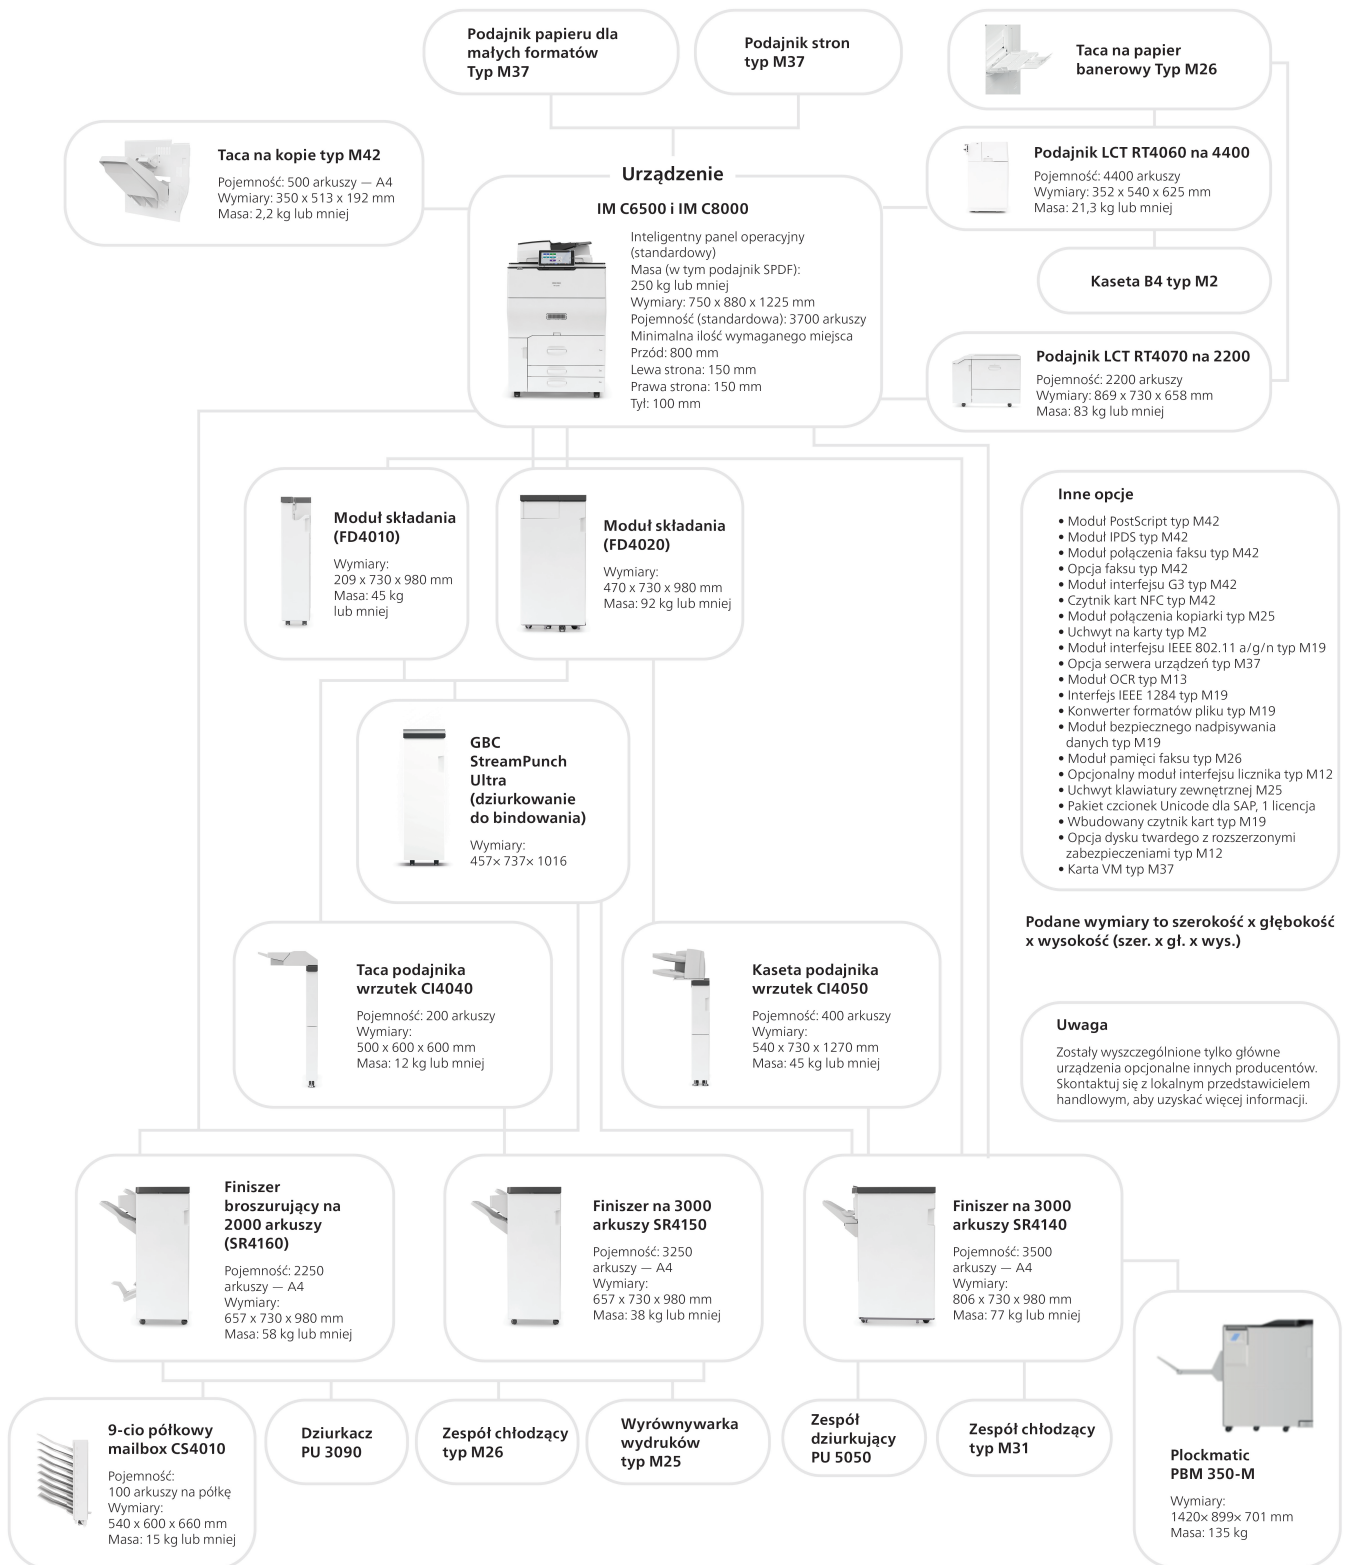 Podajnik papieru dla
małych formatów
Typ M37
Podajnik stron
typ M37
Taca na papier
banerowy Typ M26
Taca na kopie typ M42
Pojemność: 500 arkuszy — A4
Wymiary: 350 x 513 x 192 mm
Masa: 2,2 kg lub mniej
Podajnik LCT RT4060 na 4400
Pojemność: 4400 arkuszy
Wymiary: 352 x 540 x 625 mm
Masa: 21,3 kg lub mniej
Urządzenie
IM C6500 i IM C8000
Inteligentny panel operacyjny
(standardowy)
Masa (w tym podajnik SPDF):
250 kg lub mniej
Wymiary: 750 x 880 x 1225 mm
Pojemność (standardowa): 3700 arkuszy
Minimalna ilość wymaganego miejsca
Przód: 800 mm
Lewa strona: 150 mm
Prawa strona: 150 mm
Tył: 100 mm
Kaseta B4 typ M2
Podajnik LCT RT4070 na 2200
Pojemność: 2200 arkuszy
Wymiary: 869 x 730 x 658 mm
Masa: 83 kg lub mniej
Moduł składania
(FD4010)
Wymiary:
209 x 730 x 980 mm
Masa: 45 kg
lub mniej
Moduł składania
(FD4020)
Wymiary:
470 x 730 x 980 mm
Masa: 92 kg lub mniej
Inne opcje
• Moduł PostScript typ M42
• Moduł IPDS typ M42
• Moduł połączenia faksu typ M42
• Opcja faksu typ M42
• Moduł interfejsu G3 typ M42
• Czytnik kart NFC typ M42
• Moduł połączenia kopiarki typ M25
• Uchwyt na karty typ M2
• Moduł interfejsu IEEE 802.11 a/g/n typ M19
• Opcja serwera urządzeń typ M37
• Moduł OCR typ M13
• Interfejs IEEE 1284 typ M19
• Konwerter formatów pliku typ M19
• Moduł bezpiecznego nadpisywania
danych typ M19
• Moduł pamięci faksu typ M26
• Opcjonalny moduł interfejsu licznika typ M12
• Uchwyt klawiatury zewnętrznej M25
• Pakiet czcionek Unicode dla SAP, 1 licencja
• Wbudowany czytnik kart typ M19
• Opcja dysku twardego z rozszerzonymi
zabezpieczeniami typ M12
• Karta VM typ M37
GBC
StreamPunch
Ultra
(dziurkowanie
do bindowania)
Wymiary:
457× 737× 1016
Podane wymiary to szerokość x głębokość
x wysokość (szer. x gł. x wys.)
Taca podajnika
wrzutek CI4040
Pojemność: 200 arkuszy
Wymiary:
500 x 600 x 600 mm
Masa: 12 kg lub mniej
Kaseta podajnika
wrzutek CI4050
Pojemność: 400 arkuszy
Wymiary:
540 x 730 x 1270 mm
Masa: 45 kg lub mniej
Uwaga
Zostały wyszczególnione tylko główne
urządzenia opcjonalne innych producentów.
Skontaktuj się z lokalnym przedstawicielem
handlowym, aby uzyskać więcej informacji.
Finiszer
broszurujący na
2000 arkuszy
(SR4160)
Pojemność: 2250
arkuszy — A4
Wymiary:
657 x 730 x 980 mm
Masa: 58 kg lub mniej
Finiszer na 3000
arkuszy SR4150
Pojemność: 3250
arkuszy — A4
Wymiary:
657 x 730 x 980 mm
Masa: 38 kg lub mniej
Finiszer na 3000
arkuszy SR4140
Pojemność: 3500
arkuszy — A4
Wymiary:
806 x 730 x 980 mm
Masa: 77 kg lub mniej
9-cio półkowy
mailbox CS4010
Pojemność:
100 arkuszy na półkę
Wymiary:
540 x 600 x 660 mm
Masa: 15 kg lub mniej
Dziurkacz
PU 3090
Zespół chłodzący
typ M26
Wyrównywarka
wydruków
typ M25
Zespół
dziurkujący
PU 5050
Zespół chłodzący
typ M31
Plockmatic
PBM 350-M
Wymiary:
1420× 899× 701 mm
Masa: 135 kg